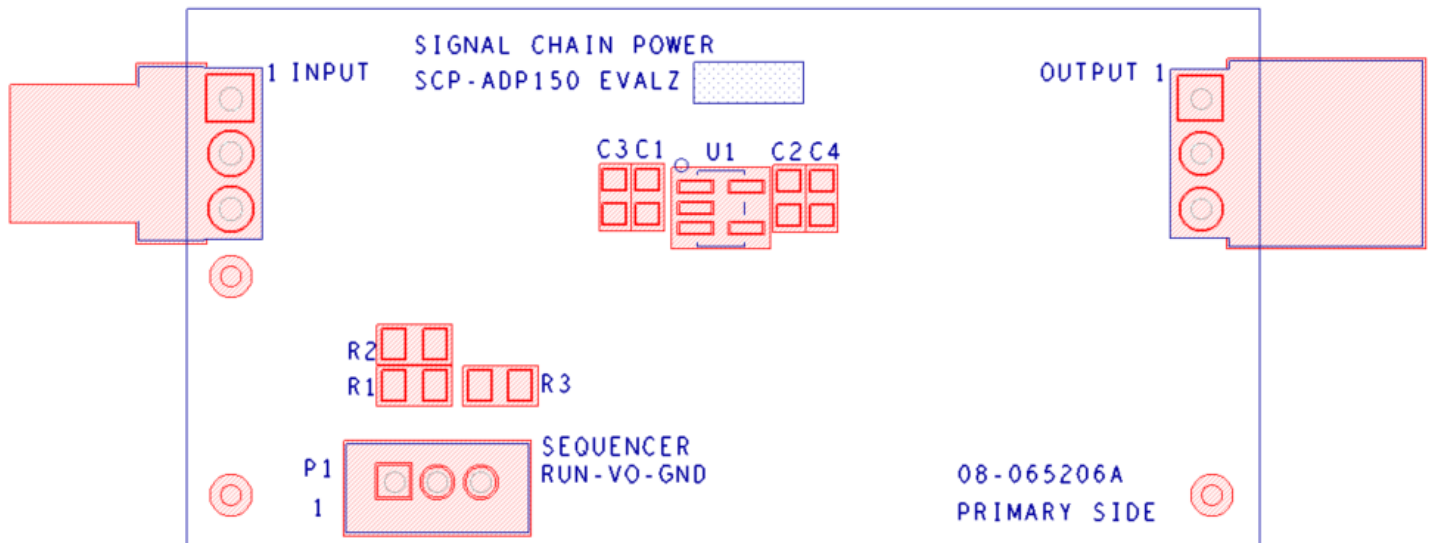 SIGNAL CHAIN POWER
1 INPUT
SCP-ADP150 EVALZ
OUTPUT 1
C3 C1 U1 C2 C4
R2
R1
R3
SEQUENCER
RUN-VO-GND
P1
1
08-065206A
PRIMARY SIDE